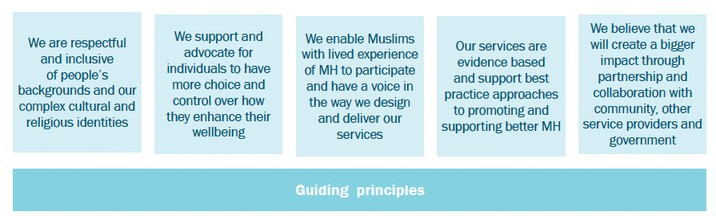 We are respectful
and inclusive
of people's
backgrounds and our
complex cultural and
religious identities
We support and
advocate for
individuals to have
more choice and
control over how
they enhance their
wellbeing
We enable Muslims
with lived experience
of MH to participate
and have a voice in
the way we design
and deliver our
services
Our services are
evidence based
and support best
practice approaches
to promoting and
supporting better MH
We believe that we
will create a bigger
impact through
partnership and
collaboration with
community, other
service providers and
government
Guiding principles